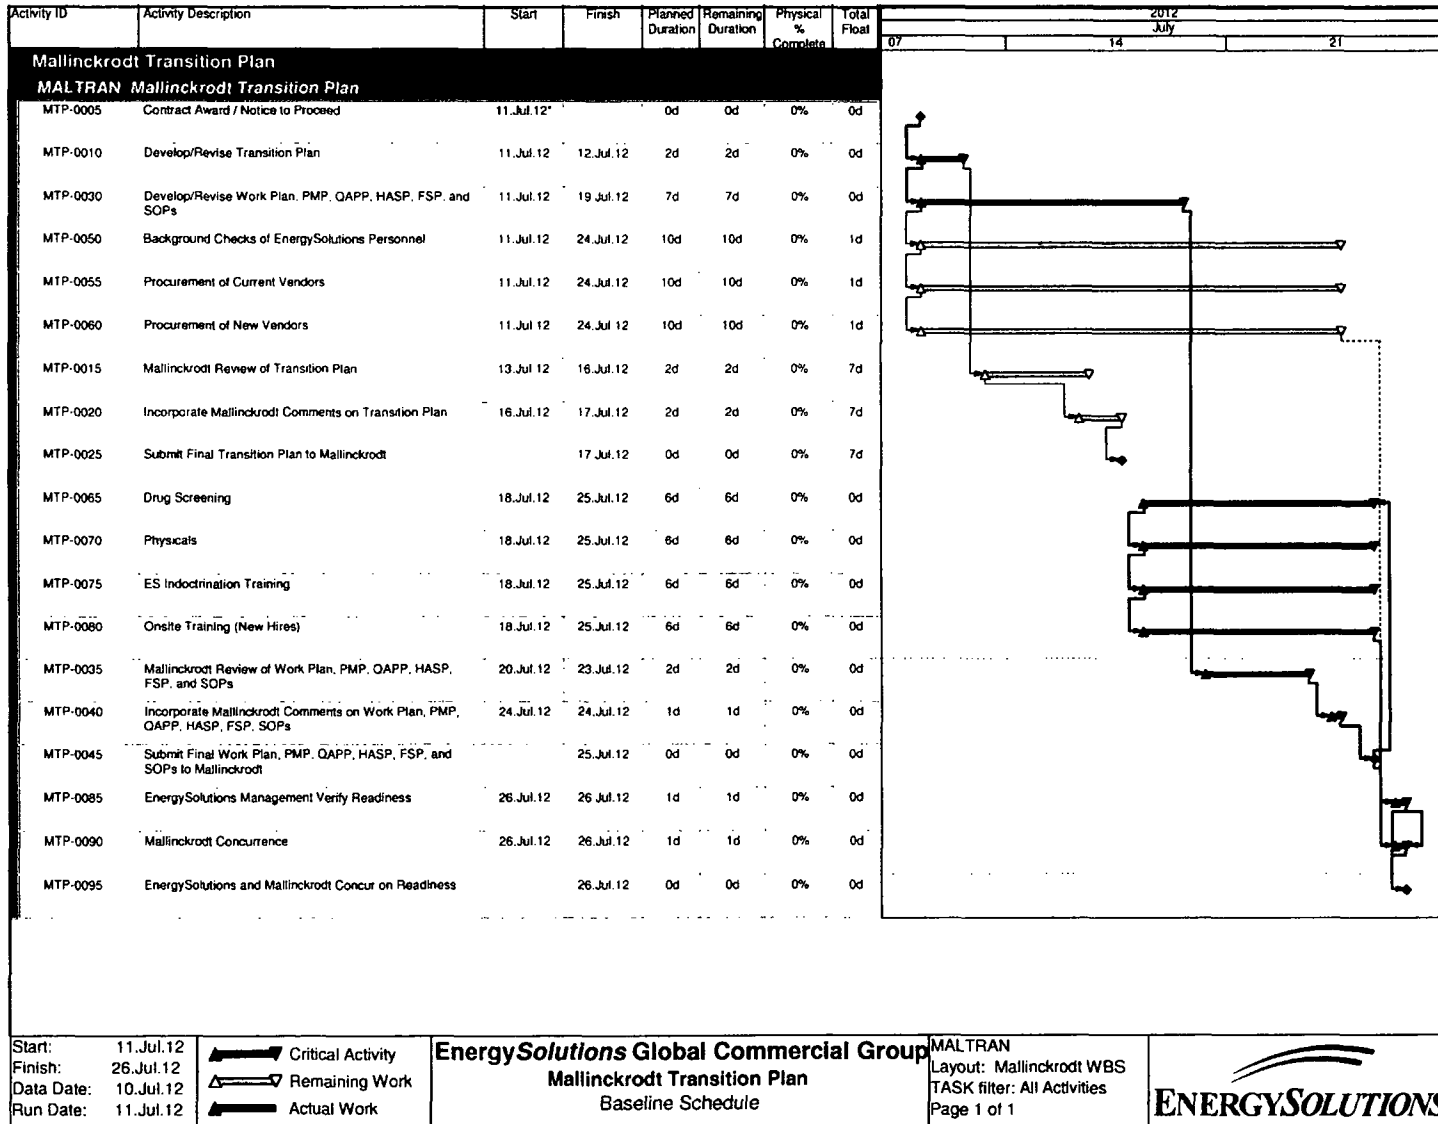 Activity ID Activity Description Start Finish Planned Duration Remaining Duration Physical % Complete Total Float
2012
July
07 14 21
Mallinckrodt Transition Plan
MALTRAN Mallinckrodt Transition Plan
MTP-0005 Contract Award / Notice to Proceed 11.Jul.12* 0d 0d 0% 0d
MTP-0010 Develop/Revise Transition Plan 11.Jul.12 12.Jul.12 2d 2d 0% 0d
MTP-0030 Develop/Revise Work Plan, PMP, QAPP, HASP, FSP, and 11.Jul.12 19 Jul.12 7d 7d 0% 0d
SOPs
MTP-0050 Background Checks of EnergySolutions Personnel 11.Jul.12 24.Jul.12 10d 10d 0% 1d
MTP-0055 Procurement of Current Vendors 11.Jul.12 24.Jul.12 10d 10d 0% 1d
MTP-0060 Procurement of New Vendors 11.Jul 12 24.Jul 12 10d 10d 0% 1d
MTP-0015 Mallinckrodt Review of Transition Plan 13.Jul 12 16.Jul.12 2d 2d 0% 7d
MTP-0020 Incorporate Mallinckrodt Comments on Transition Plan 16.Jul.12 17.Jul.12 2d 2d 0% 7d
MTP-0025 Submit Final Transition Plan to Mallinckrodt 17 Jul.12 0d 0d 0% 7d
MTP-0065 Drug Screening 18.Jul.12 25.Jul.12 6d 6d 0% 0d
MTP-0070 Physicals 18.Jul.12 25.Jul.12 6d 6d 0% 0d
MTP-0075 ES Indoctrination Training 18.Jul.12 25.Jul.12 6d 6d 0% 0d
MTP-0080 Onsite Training (New Hires) 18.Jul.12 25.Jul.12 6d 6d 0% 0d
MTP-0035 Mallinckrodt Review of Work Plan, PMP, QAPP, HASP, 20.Jul.12 23.Jul.12 2d 2d 0% 0d
FSP, and SOPs
MTP-0040 Incorporate Mallinckrodt Comments on Work Plan, PMP, 24.Jul.12 24.Jul.12 1d 1d 0% 0d
QAPP, HASP, FSP, SOPs
MTP-0045 Submit Final Work Plan, PMP. QAPP, HASP, FSP, and 25.Jul.12 0d 0d 0% 0d
SOPs to Mallinckrodt
MTP-0085 EnergySolutions Management Verify Readiness 26.Jul.12 26 Jul.12 1d 1d 0% 0d
MTP-0090 Mallinckrodt Concurrence 26.Jul.12 26.Jul.12 1d 1d 0% 0d
MTP-0095 EnergySolutions and Mallinckrodt Concur on Readiness 26.Jul.12 0d 0d 0% 0d
Start: 11.Jul.12
Finish: 26.Jul.12
Data Date: 10.Jul.12
Run Date: 11.Jul.12
Critical Activity
Remaining Work
Actual Work
EnergySolutions Global Commercial Group
Mallinckrodt Transition Plan
Baseline Schedule
MALTRAN
Layout: Mallinckrodt WBS
TASK filter: All Activities
Page 1 of 1
ENERGYSOLUTIONS